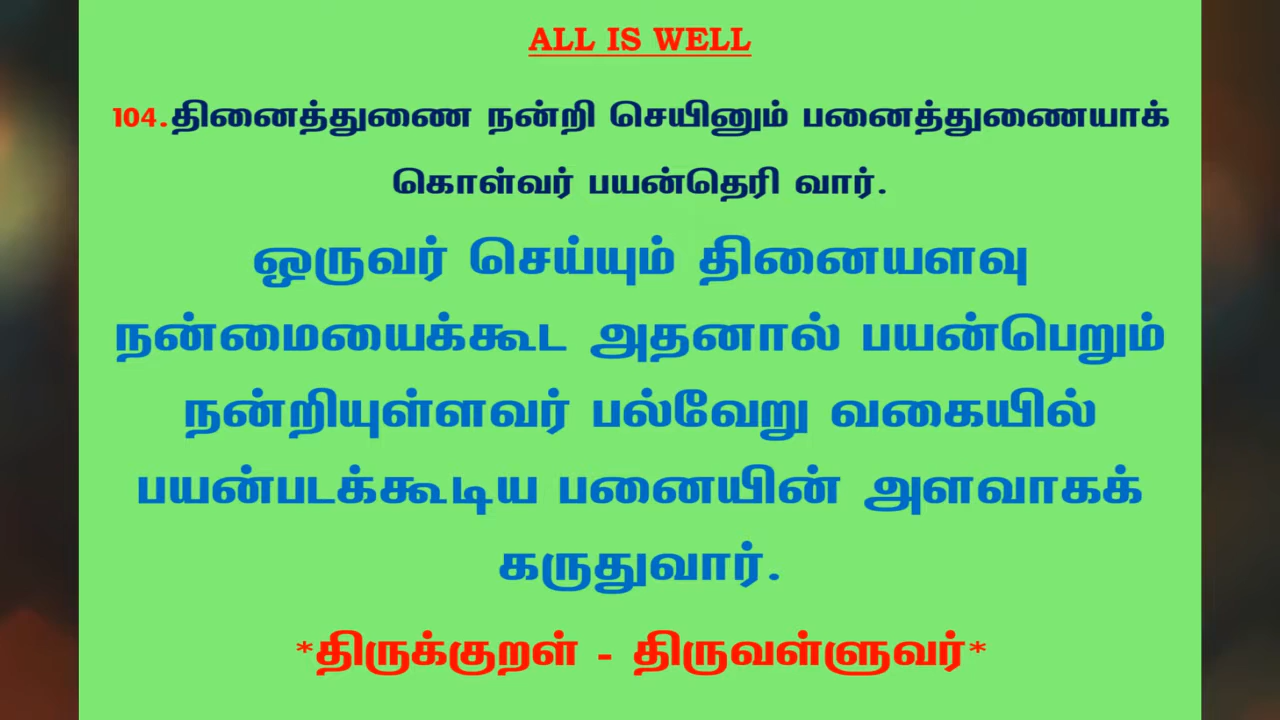 ALL IS WELL
104.தினைத்துணை நன்றி செயினும் பனைத்துணையாக்
கொள்வர் பயன்தெரி வார்.
ஒருவர் செய்யும் தினையளவு
நன்மையைக்கூட அதனால் பயன்பெறும்
நன்றியுள்ளவர் பல்வேறு வகையில்
பயன்படக்கூடிய பனையின் அளவாகக்
கருதுவார்.
*திருக்குறள் - திருவள்ளுவர்*